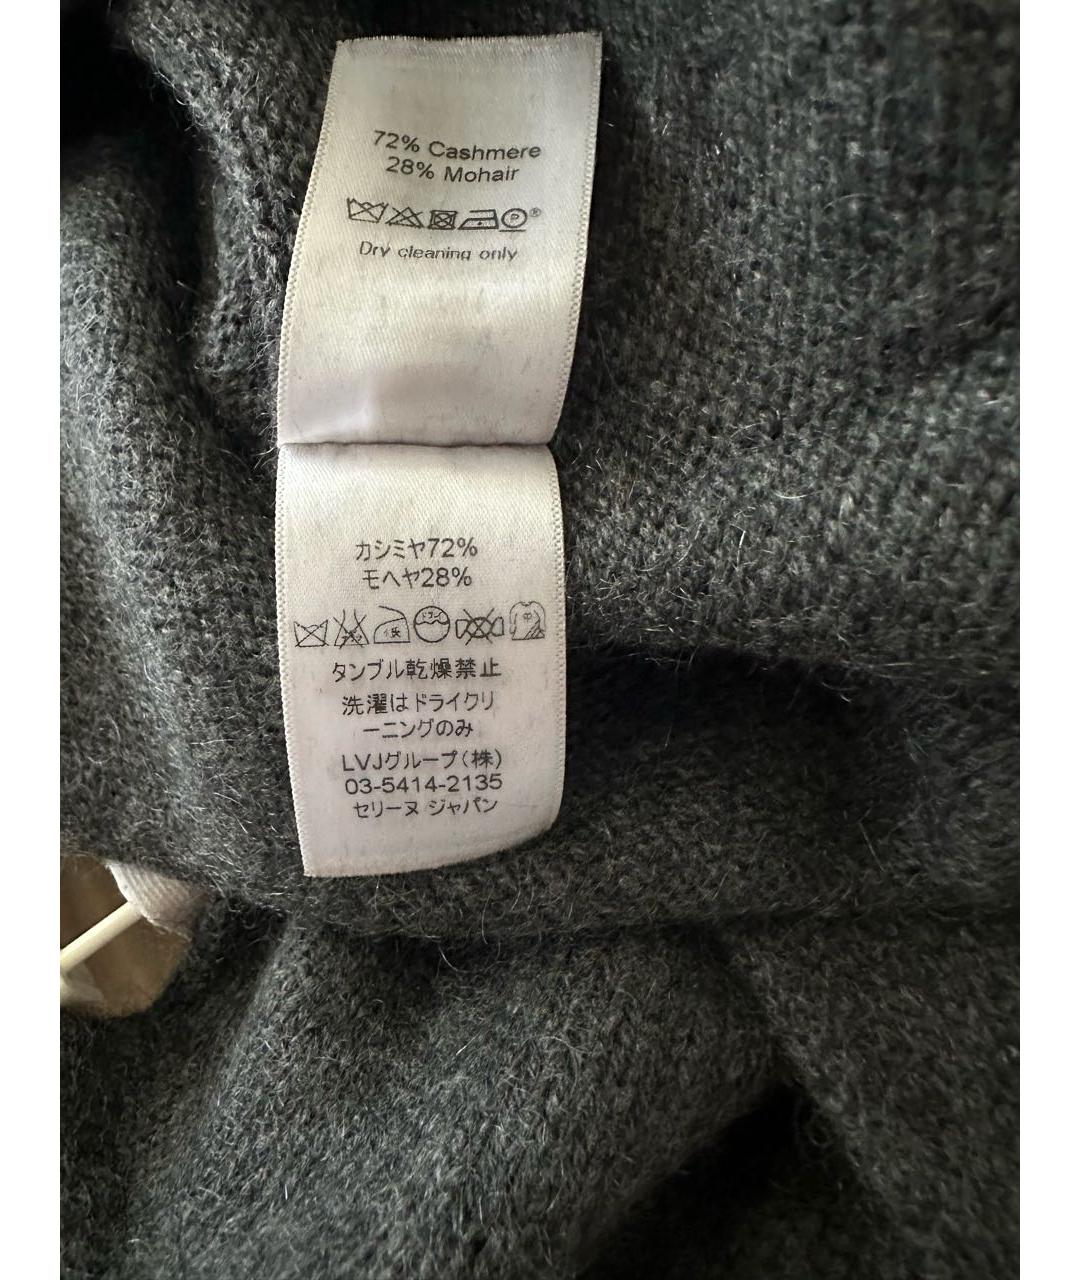 72% Cashmere
28% Mohair
P®
Dry cleaning only
カシミヤ72%
モヘヤ28%
ドライ
タンブル乾燥禁止
洗濯はドライクリ
ーニングのみ
LVJグループ(株)
03-5414-2135
セリーヌ ジャパン